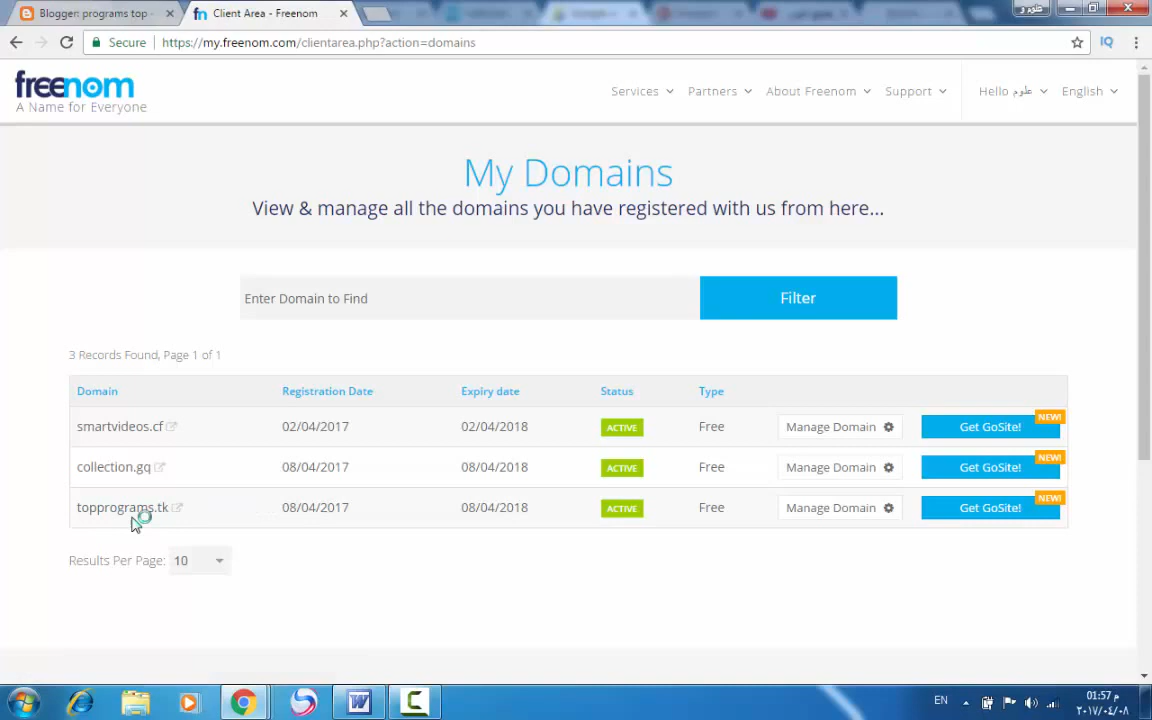 Blogger: programs top -
Client Area - Freenom
علوم و
Secure
https://my.freenom.com/clientarea.php?action=domains
IQ
freenom
A Name for Everyone
Services
Partners
About Freenom
Support
Hello علوم
English
My Domains
View & manage all the domains you have registered with us from here...
Enter Domain to Find
Filter
3 Records Found, Page 1 of 1
Domain Registration Date Expiry date Status Type
NEW!
smartvideos.cf 02/04/2017 02/04/2018 ACTIVE Free Manage Domain Get GoSite!
NEW!
collection.gq 08/04/2017 08/04/2018 ACTIVE Free Manage Domain Get GoSite!
NEW!
topprograms.tk 08/04/2017 08/04/2018 ACTIVE Free Manage Domain Get GoSite!
Results Per Page: 10
EN
01:57 م
٢٠١٧/٠٤/٠٨